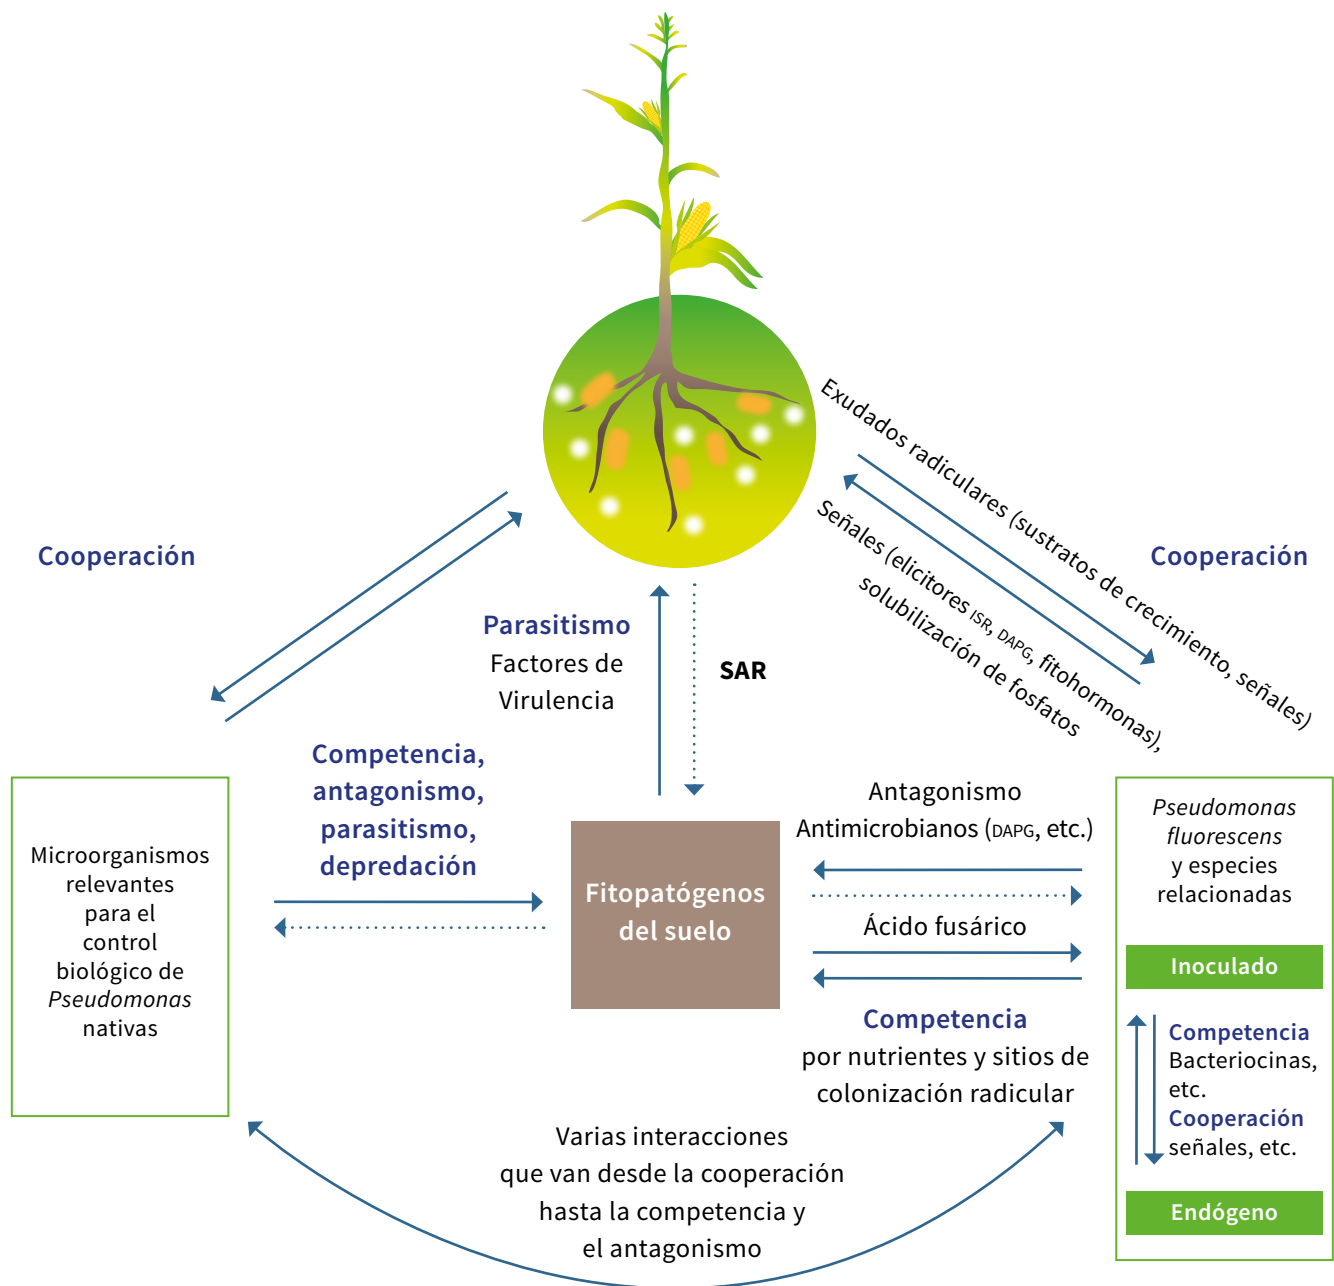 Exudados radiculares (sustratos de crecimiento, señales)
Señales (elicitores ISR, DAPG, fitohormonas),
solubilización de fosfatos
Cooperación
Cooperación
Parasitismo
Factores de
Virulencia
SAR
Competencia,
antagonismo,
parasitismo,
depredación
Microorganismos
relevantes
para el
control
biológico de
Pseudomonas
nativas
Fitopatógenos
del suelo
Antagonismo
Antimicrobianos (DAPG, etc.)
Ácido fusárico
Competencia
por nutrientes y sitios de
colonización radicular
Pseudomonas
fluorescens
y especies
relacionadas
Inoculado
Competencia
Bacteriocinas,
etc.
Cooperación
señales, etc.
Endógeno
Varias interacciones
que van desde la cooperación
hasta la competencia y
el antagonismo